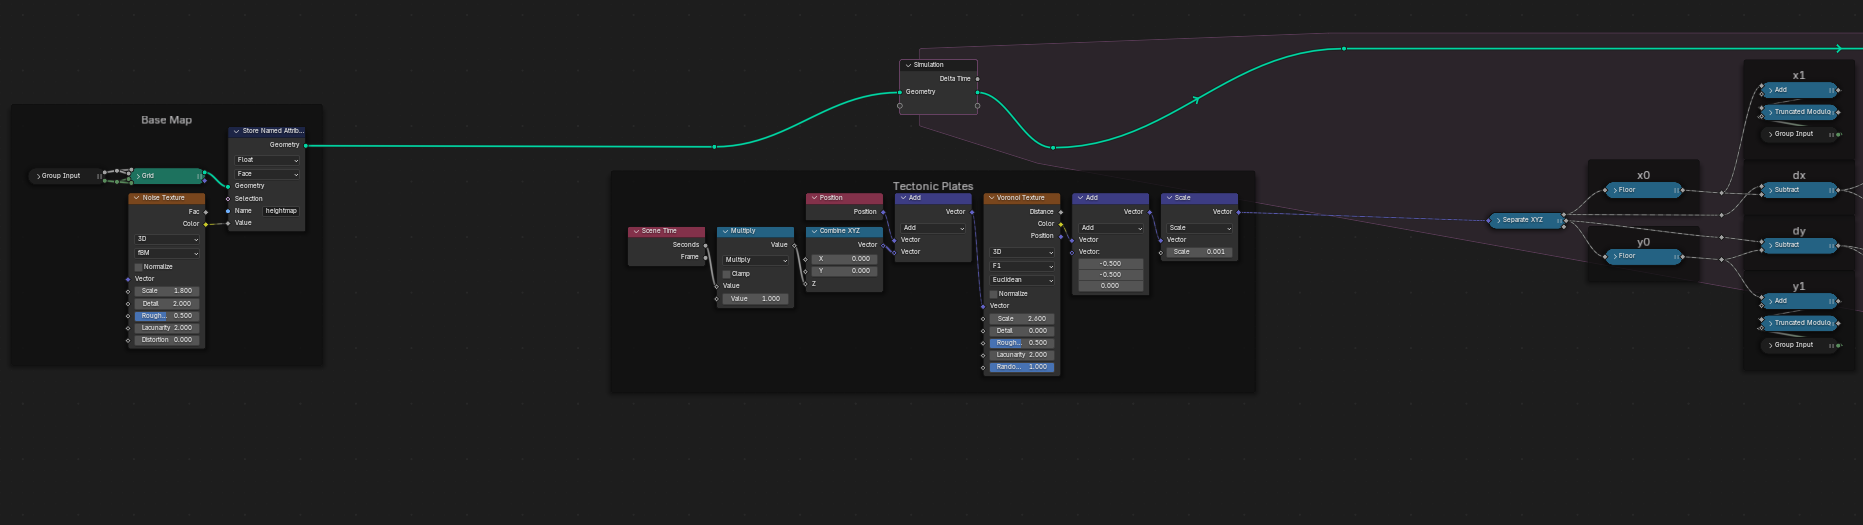 Base Map
Group Input
Grid
Store Named Attrib...
Geometry
Float
Face
Geometry
Selection
Name heightmap
Value
Noise Texture
Fac
Color
3D
fBM
Normalize
Vector
Scale 1.800
Detail 2.000
Rough... 0.500
Lacunarity 2.000
Distortion 0.000
Simulation
Delta Time
Geometry
Tectonic Plates
Scene Time
Seconds
Frame
Multiply
Value
Multiply
Clamp
Value
Value 1.000
Position
Position
Combine XYZ
Vector
X 0.000
Y 0.000
Z
Add
Vector
Add
Vector
Vector
Voronoi Texture
Distance
Color
Position
3D
F1
Euclidean
Normalize
Vector
Scale 2.600
Detail 0.000
Rough... 0.500
Lacunarity 2.000
Rando... 1.000
Add
Vector
Add
Vector
Vector:
-0.500
-0.500
0.000
Scale
Vector
Scale
Vector
Scale 0.001
Separate XYZ
x0
Floor
y0
Floor
x1
Add
Truncated Modulo
Group Input
dx
Subtract
dy
Subtract
y1
Add
Truncated Modulo
Group Input